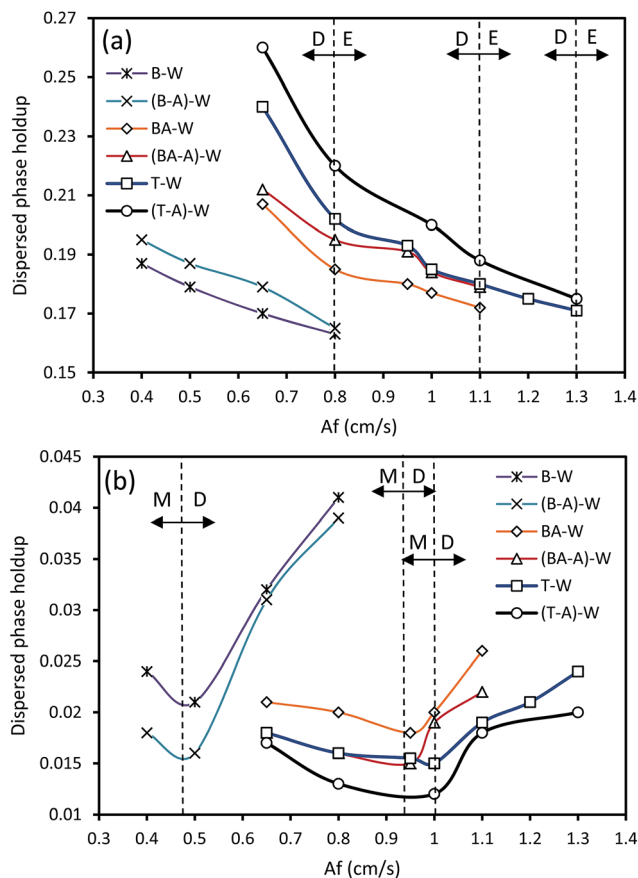 (a)
D E
D E
D E
B-W
(B-A)-W
BA-W
(BA-A)-W
T-W
(T-A)-W
0.27
0.25
0.23
0.21
0.19
0.17
0.15
Dispersed phase holdup
0.3 0.4 0.5 0.6 0.7 0.8 0.9 1 1.1 1.2 1.3 1.4
Af (cm/s)
(b)
M D
M D
M D
B-W
(B-A)-W
BA-W
(BA-A)-W
T-W
(T-A)-W
0.045
0.04
0.035
0.03
0.025
0.02
0.015
0.01
Dispersed phase holdup
0.3 0.4 0.5 0.6 0.7 0.8 0.9 1 1.1 1.2 1.3 1.4
Af (cm/s)